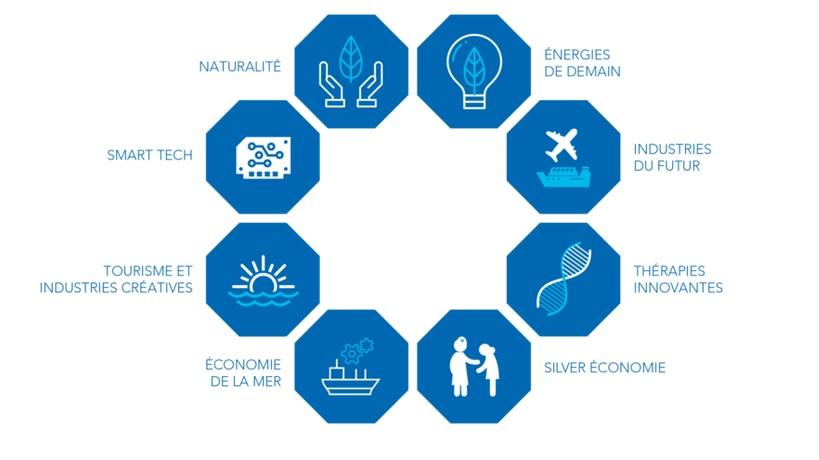 NATURALITÉ
ÉNERGIES
DE DEMAIN
SMART TECH
INDUSTRIES
DU FUTUR
TOURISME ET
INDUSTRIES CRÉATIVES
THÉRAPIES
INNOVANTES
ÉCONOMIE
DE LA MER
SILVER ÉCONOMIE